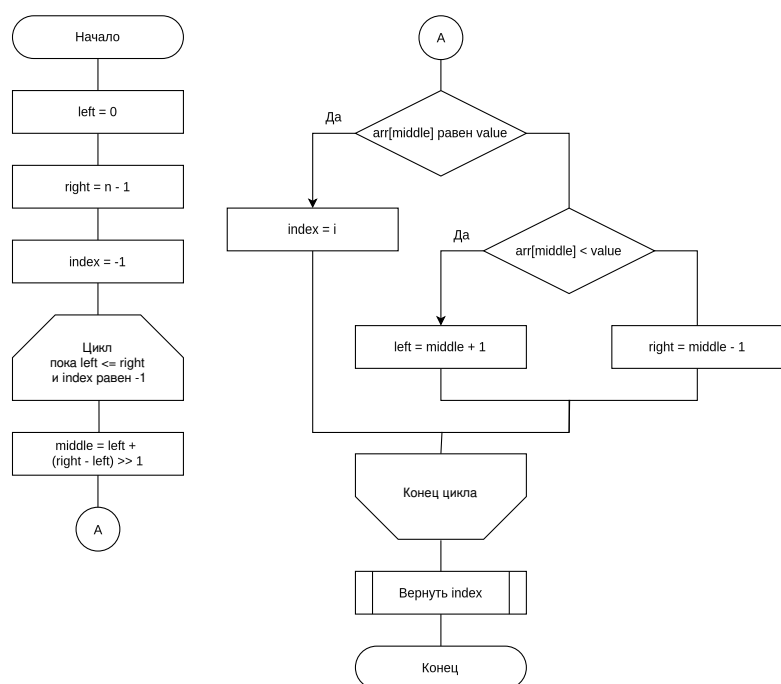 Начало
left = 0
right = n - 1
index = -1
Цикл
пока left <= right
и index равен -1
middle = left +
(right - left) >> 1
A
A
arr[middle] равен value
Да
index = i
arr[middle] < value
Да
left = middle + 1
right = middle - 1
Конец цикла
Вернуть index
Конец